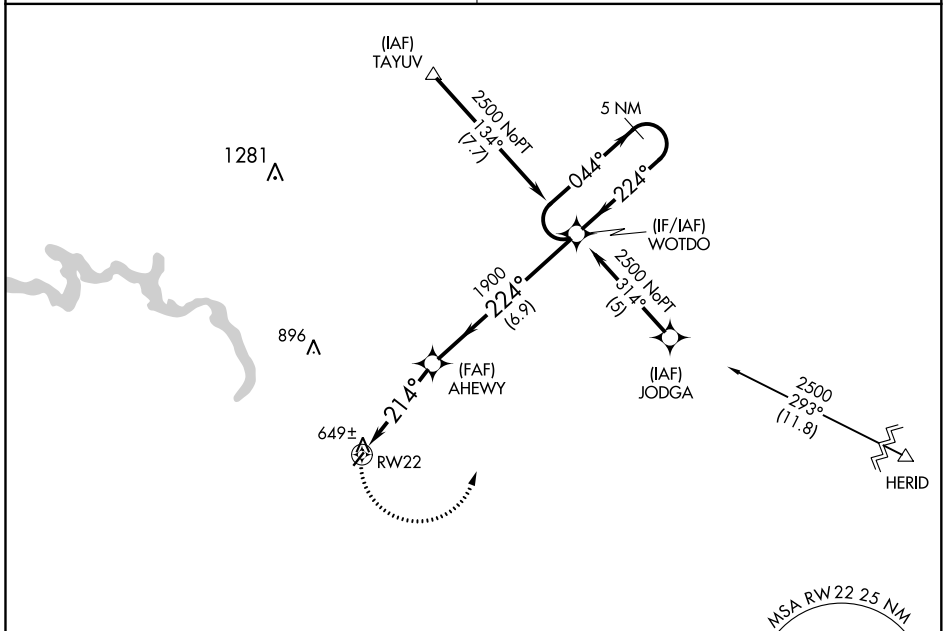 (IAF)
TAYUV
2500 NoPT
134°
(7.7)
5 NM
1281
044°
224°
(IF/IAF)
WOTDO
2500 NoPT
314°
(5)
1900
224°
(6.9)
896
(FAF)
AHEWY
(IAF)
JODGA
2500
293°
(11.8)
214°
649±
RW22
HERID
MSA RW22 25 NM